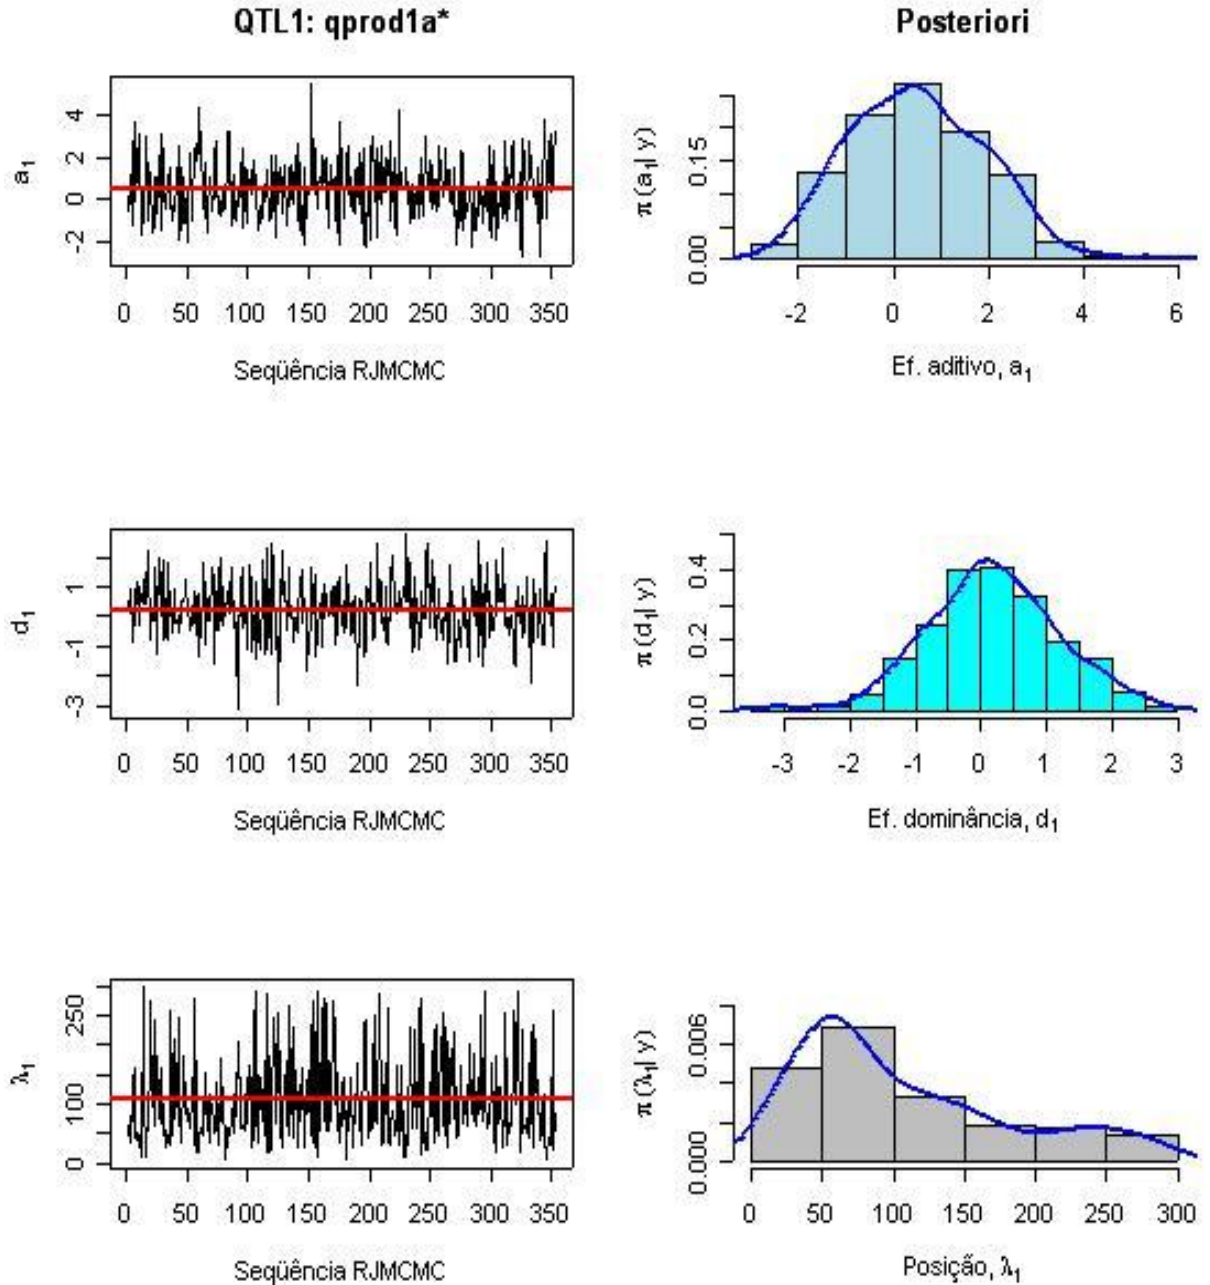 QTL1: qprod1a*
Posteriori
a₁
4
2
0
-2
0 50 100 150 200 250 300 350
Seqüência RJMCMC
π(a₁| y)
0.15
0.00
-2 0 2 4 6
Ef. aditivo, a₁
d₁
1
-1
-3
0 50 100 150 200 250 300 350
Seqüência RJMCMC
π(d₁| y)
0.4
0.2
0.0
-3 -2 -1 0 1 2 3
Ef. dominância, d₁
λ₁
250
100
0
0 50 100 150 200 250 300 350
Seqüência RJMCMC
π(λ₁| y)
0.006
0.000
0 50 100 150 200 250 300
Posição, λ₁